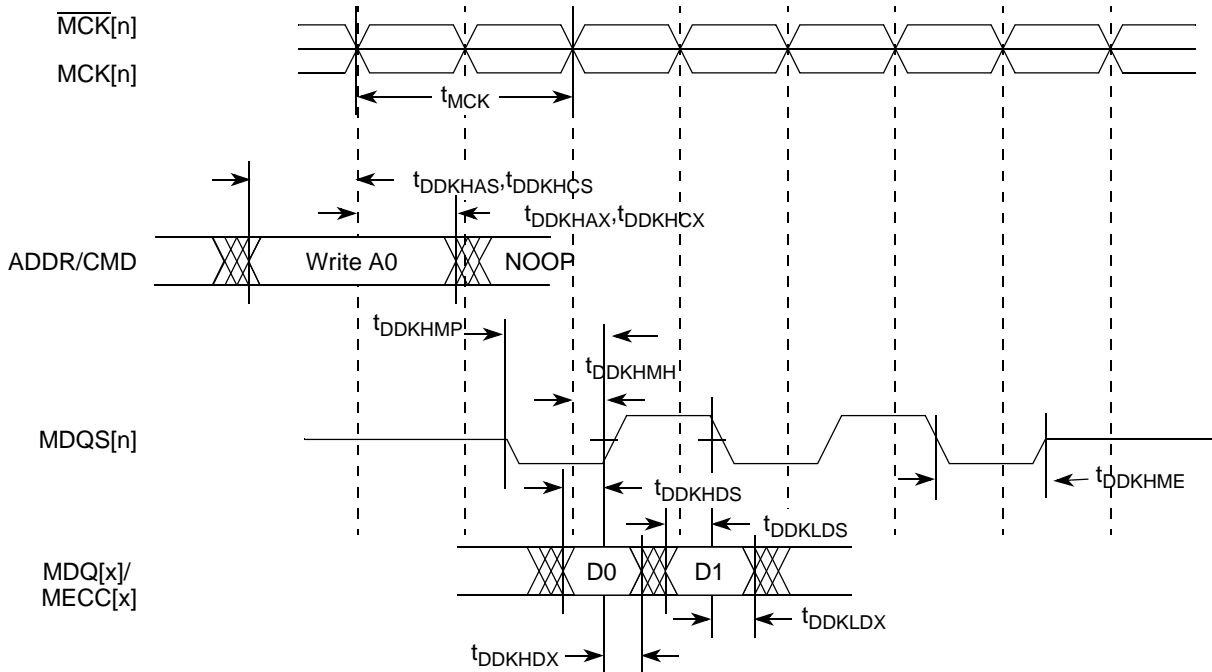 MCK[n]
MCK[n]
tMCK
tDDKHAS,tDDKHCS
tDDKHAX,tDDKHCX
ADDR/CMD
Write A0
NOOP
tDDKHMP
tDDKHMH
MDQS[n]
tDDKHME
tDDKHDS
tDDKLDS
MDQ[x]/
MECC[x]
D0
D1
tDDKLDX
tDDKHDX